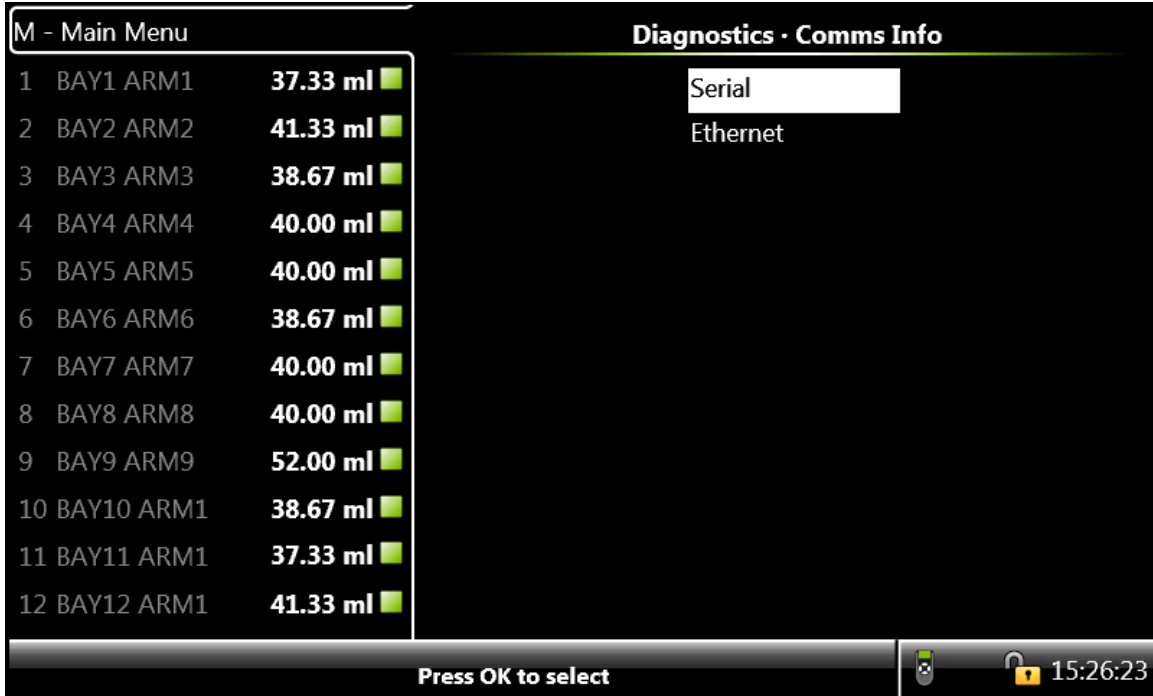 M - Main Menu
1 BAY1 ARM1 37.33 ml
2 BAY2 ARM2 41.33 ml
3 BAY3 ARM3 38.67 ml
4 BAY4 ARM4 40.00 ml
5 BAY5 ARM5 40.00 ml
6 BAY6 ARM6 38.67 ml
7 BAY7 ARM7 40.00 ml
8 BAY8 ARM8 40.00 ml
9 BAY9 ARM9 52.00 ml
10 BAY10 ARM1 38.67 ml
11 BAY11 ARM1 37.33 ml
12 BAY12 ARM1 41.33 ml
Diagnostics · Comms Info
Serial
Ethernet
Press OK to select
15:26:23